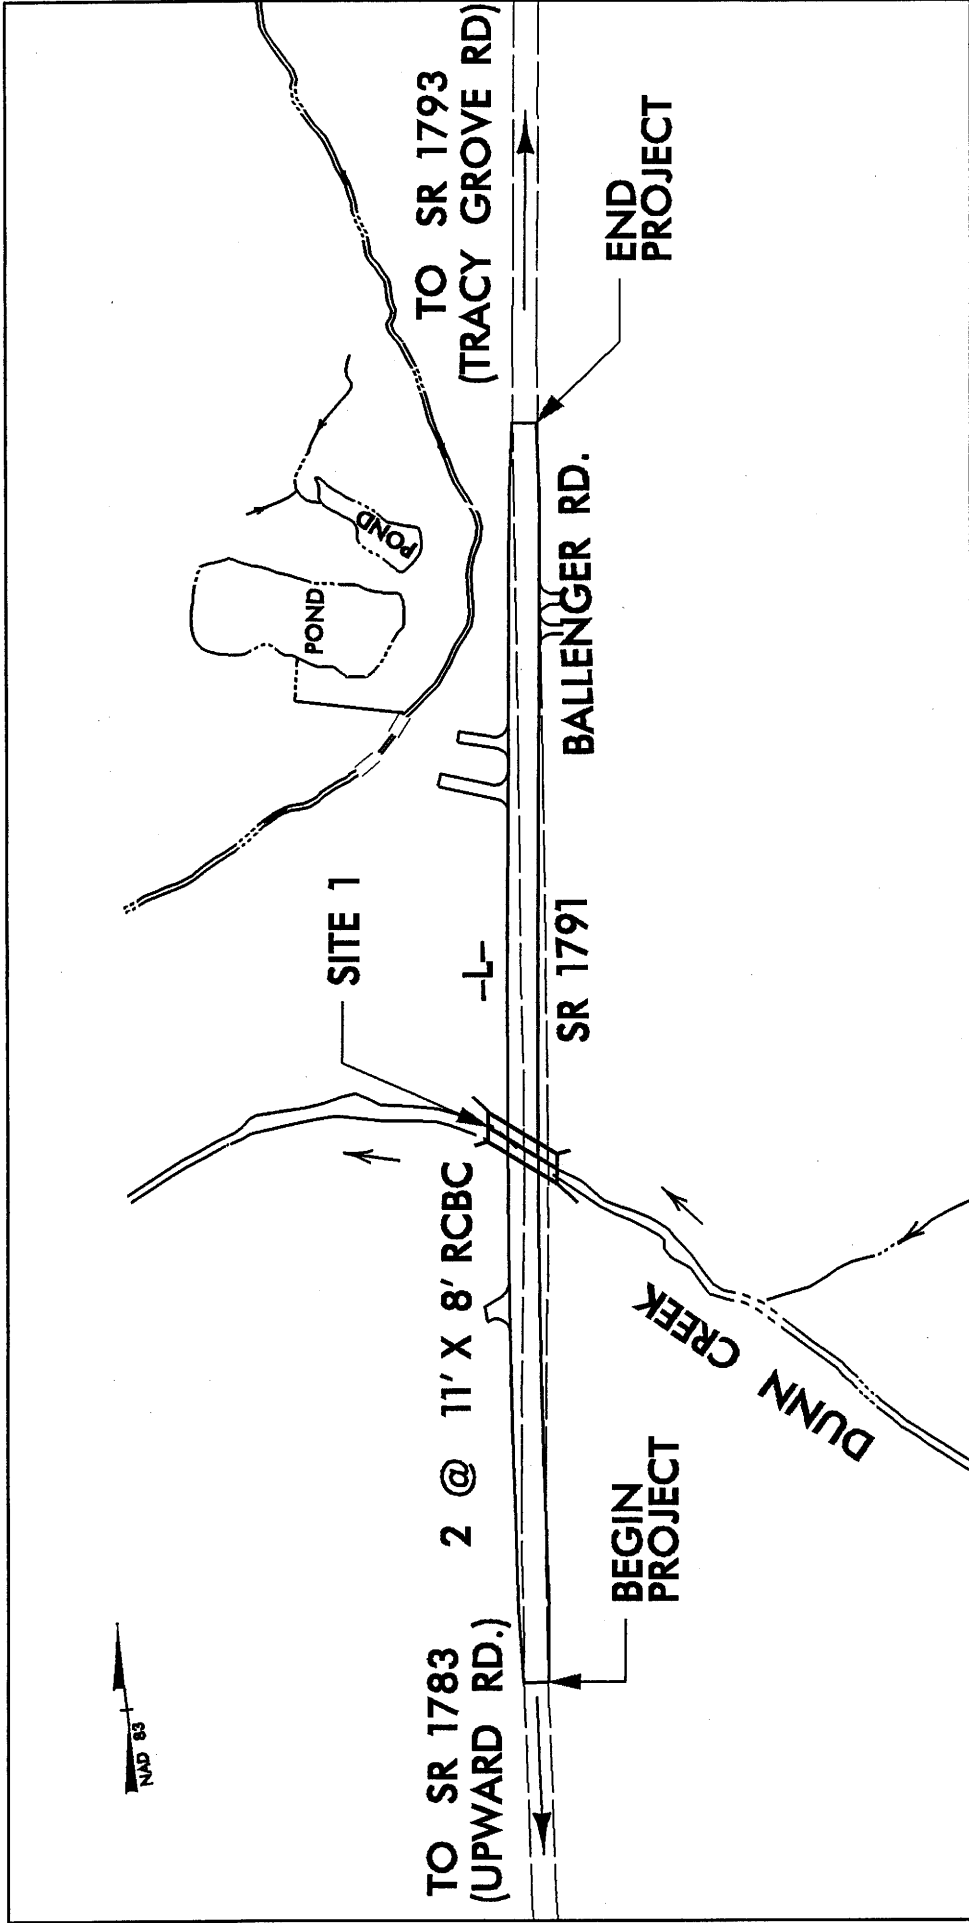 NAD 83
TO SR 1783
(UPWARD RD.)
2 @ 11' X 8' RCBC
SITE 1
-L-
POND
POND
TO SR 1793
(TRACY GROVE RD)
BEGIN
PROJECT
DUNN CREEK
SR 1791
BALLENGER RD.
END
PROJECT